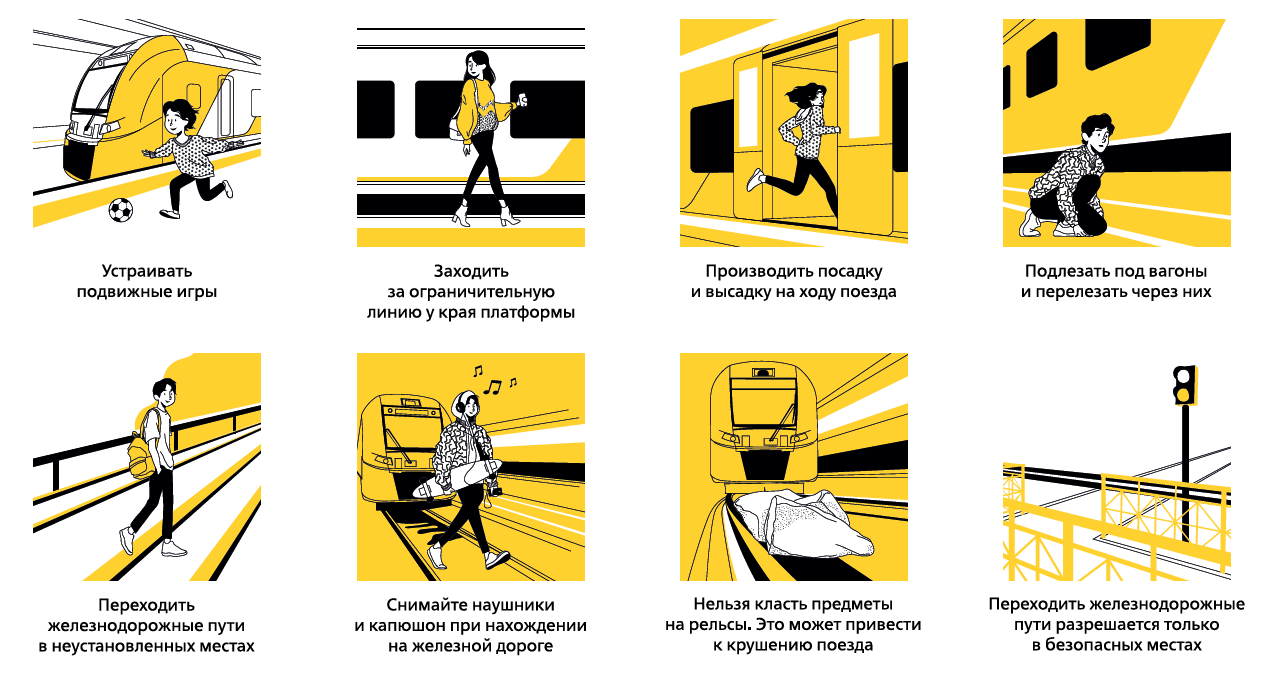 Устраивать
подвижные игры
Заходить
за ограничительную
линию у края платформы
Производить посадку
и высадку на ходу поезда
Подлезать под вагоны
и перелезать через них
Переходить
железнодорожные пути
в неустановленных местах
Снимайте наушники
и капюшон при нахождении
на железной дороге
Нельзя класть предметы
на рельсы. Это может привести
к крушению поезда
Переходить железнодорожные
пути разрешается только
в безопасных местах